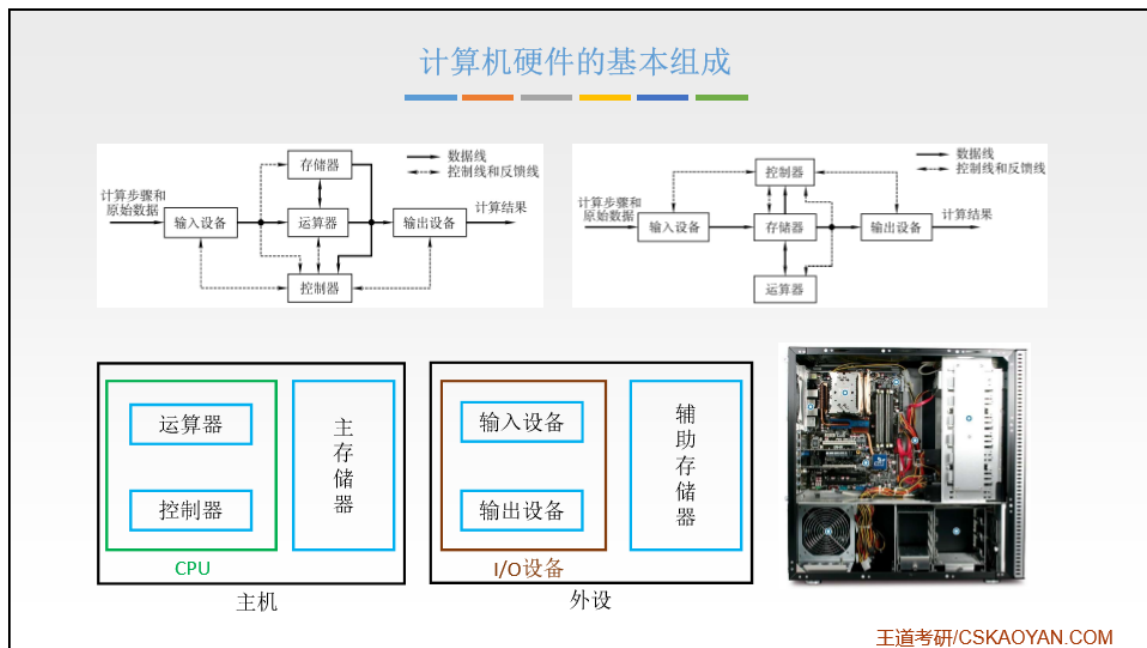 计算机硬件的基本组成
存储器
数据线
控制线和反馈线
计算步骤和
原始数据
输入设备
运算器
输出设备
计算结果
控制器
控制器
数据线
控制线和反馈线
计算步骤和
原始数据
输入设备
存储器
输出设备
计算结果
运算器
运算器
控制器
CPU
主存储器
主机
输入设备
输出设备
I/O设备
辅助存储器
外设
王道考研/CSKAOYAN.COM